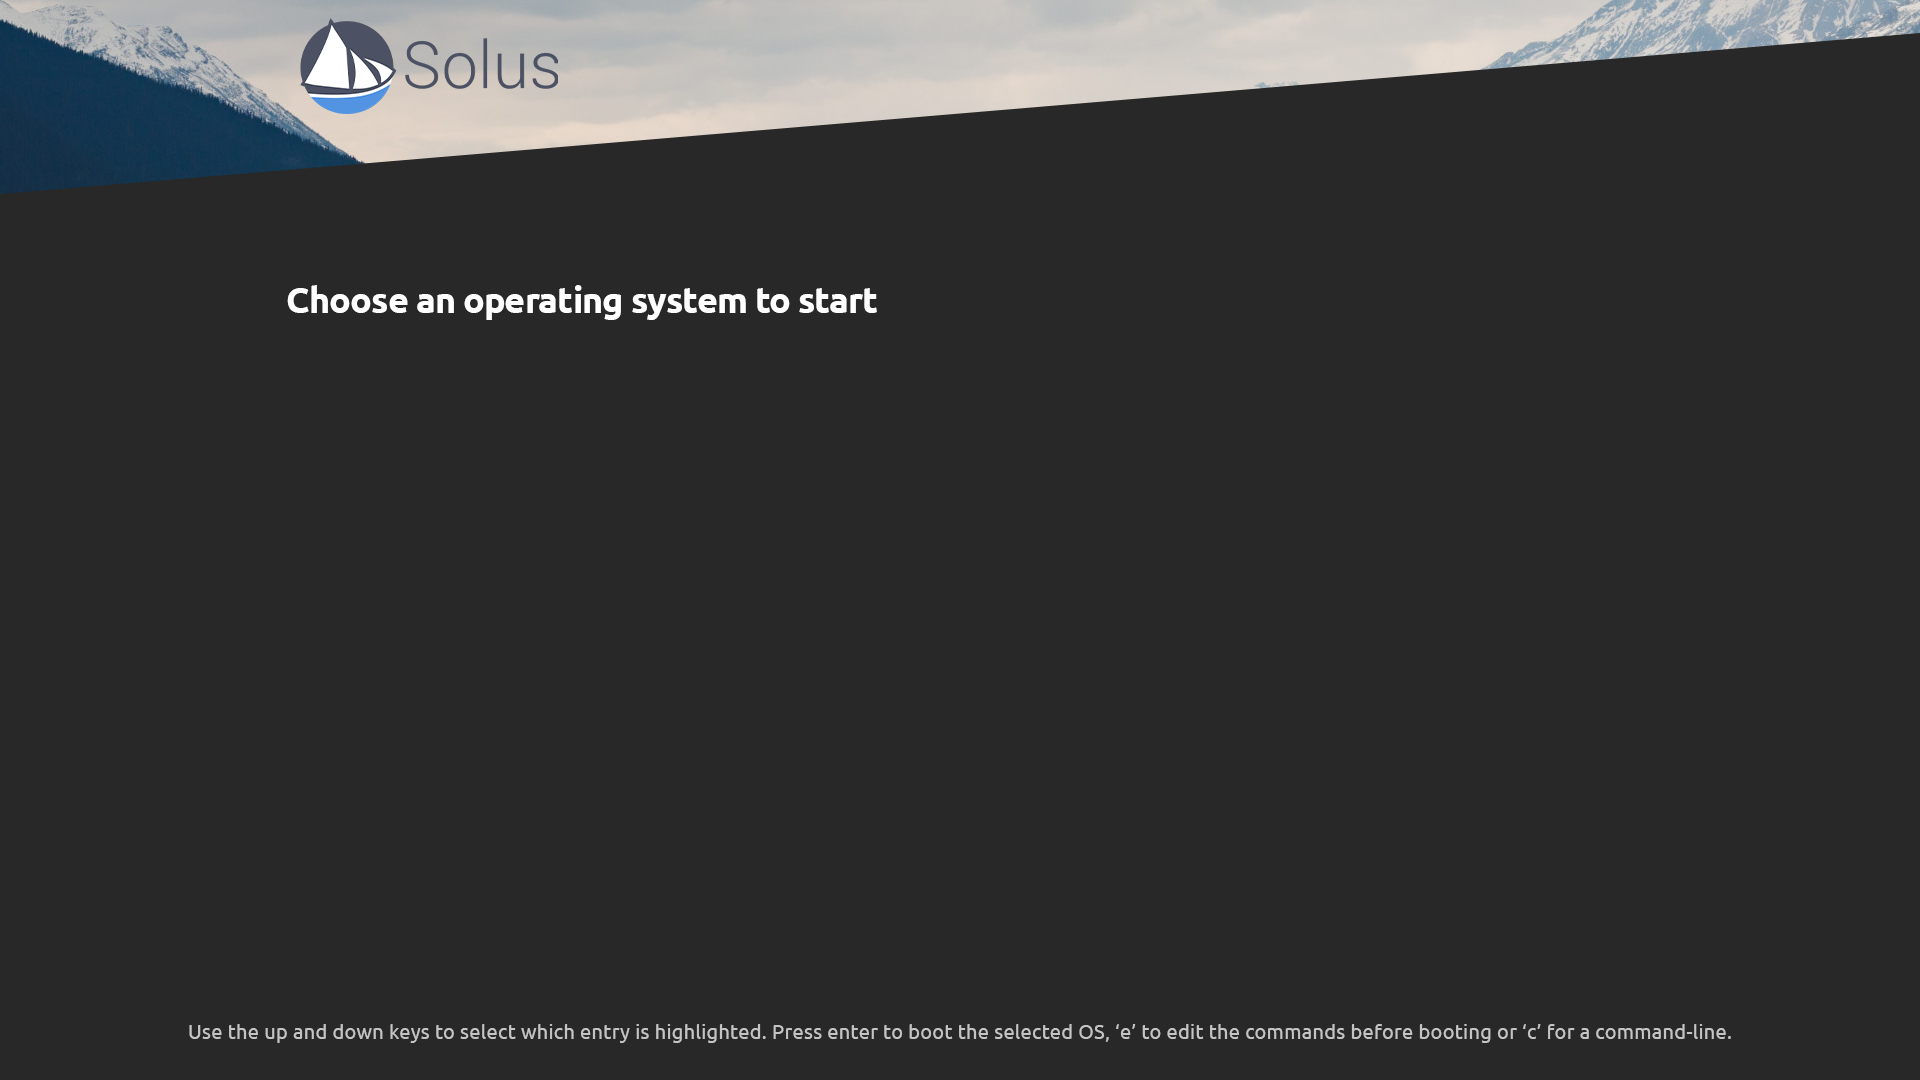 Solus
Choose an operating system to start
Use the up and down keys to select which entry is highlighted. Press enter to boot the selected OS, ‘e’ to edit the commands before booting or ‘c’ for a command-line.